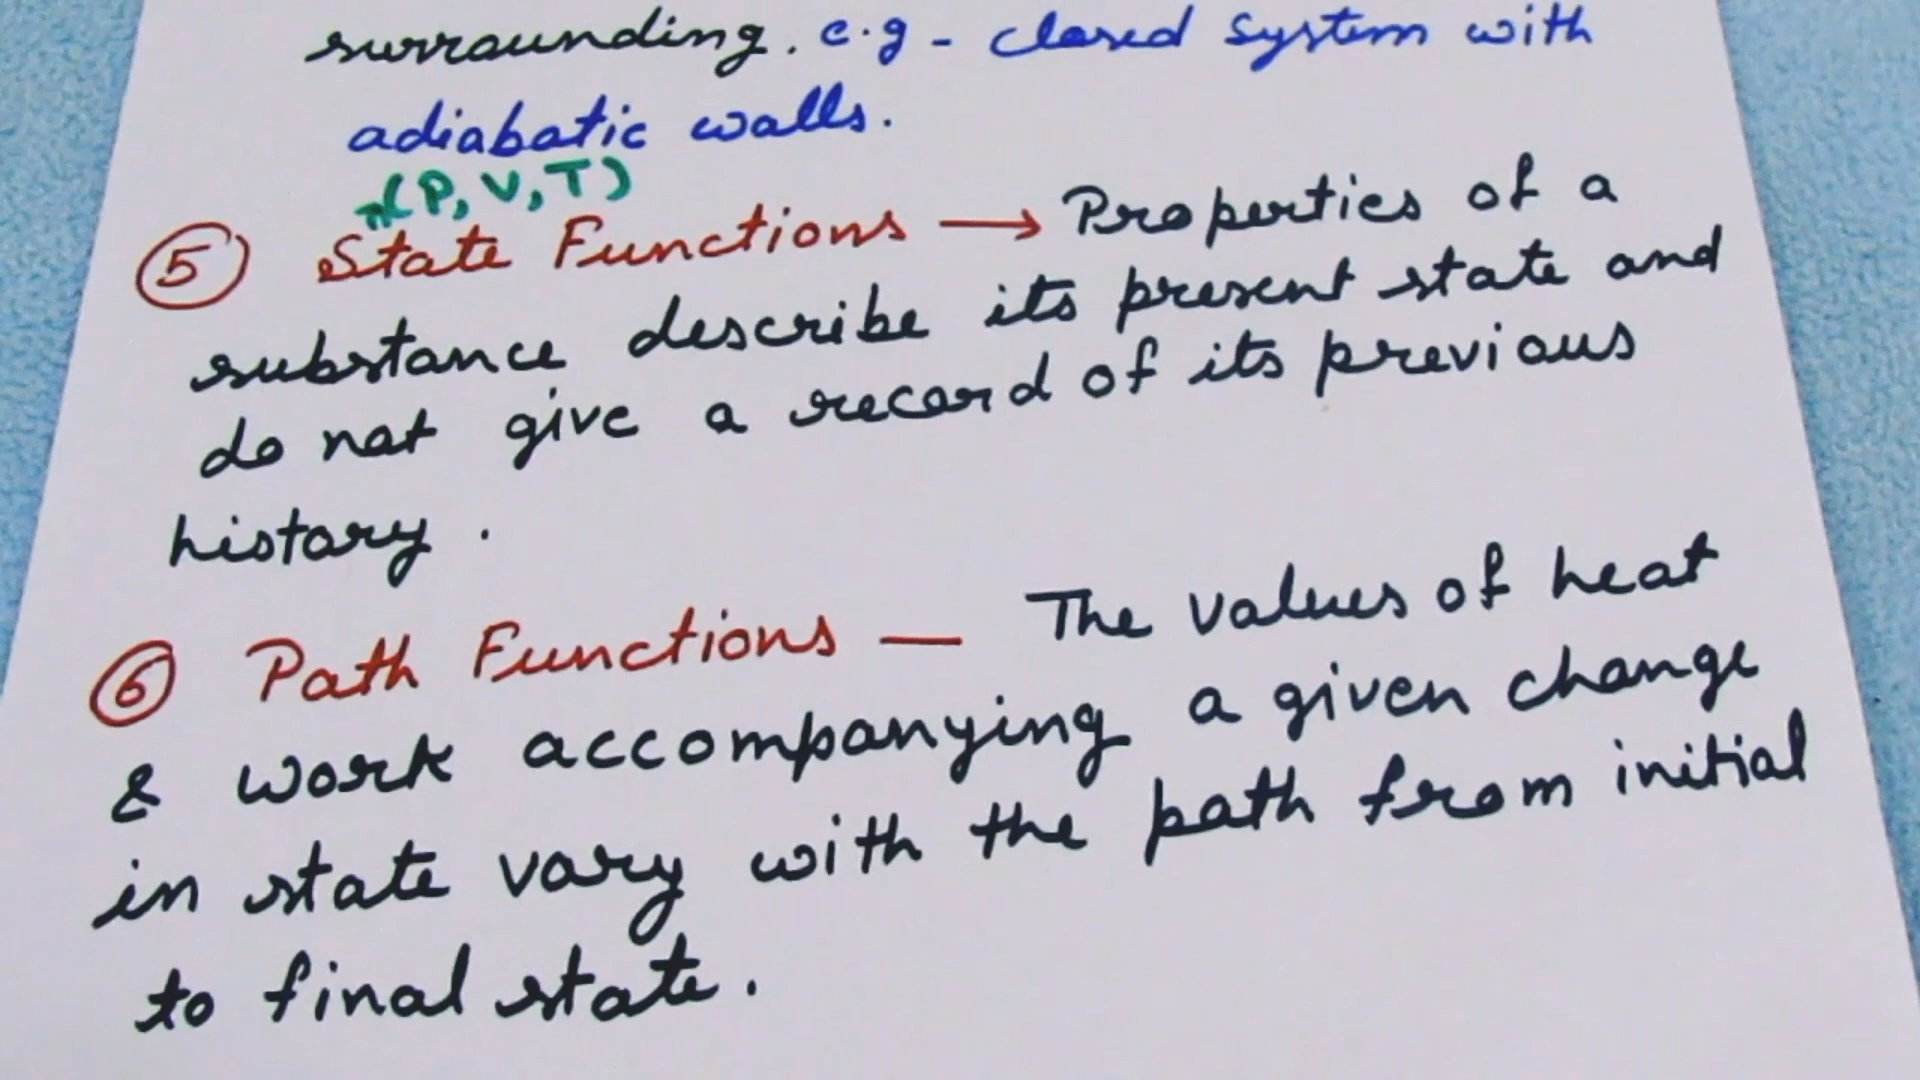 surrounding. e.g - closed system with
adiabatic walls.
(P, V, T)
5 State Functions → Properties of a
substance describe its present state and
do not give a record of its previous
history.
6 Path Functions — The values of heat
& work accompanying a given change
in state vary with the path from initial
to final state.